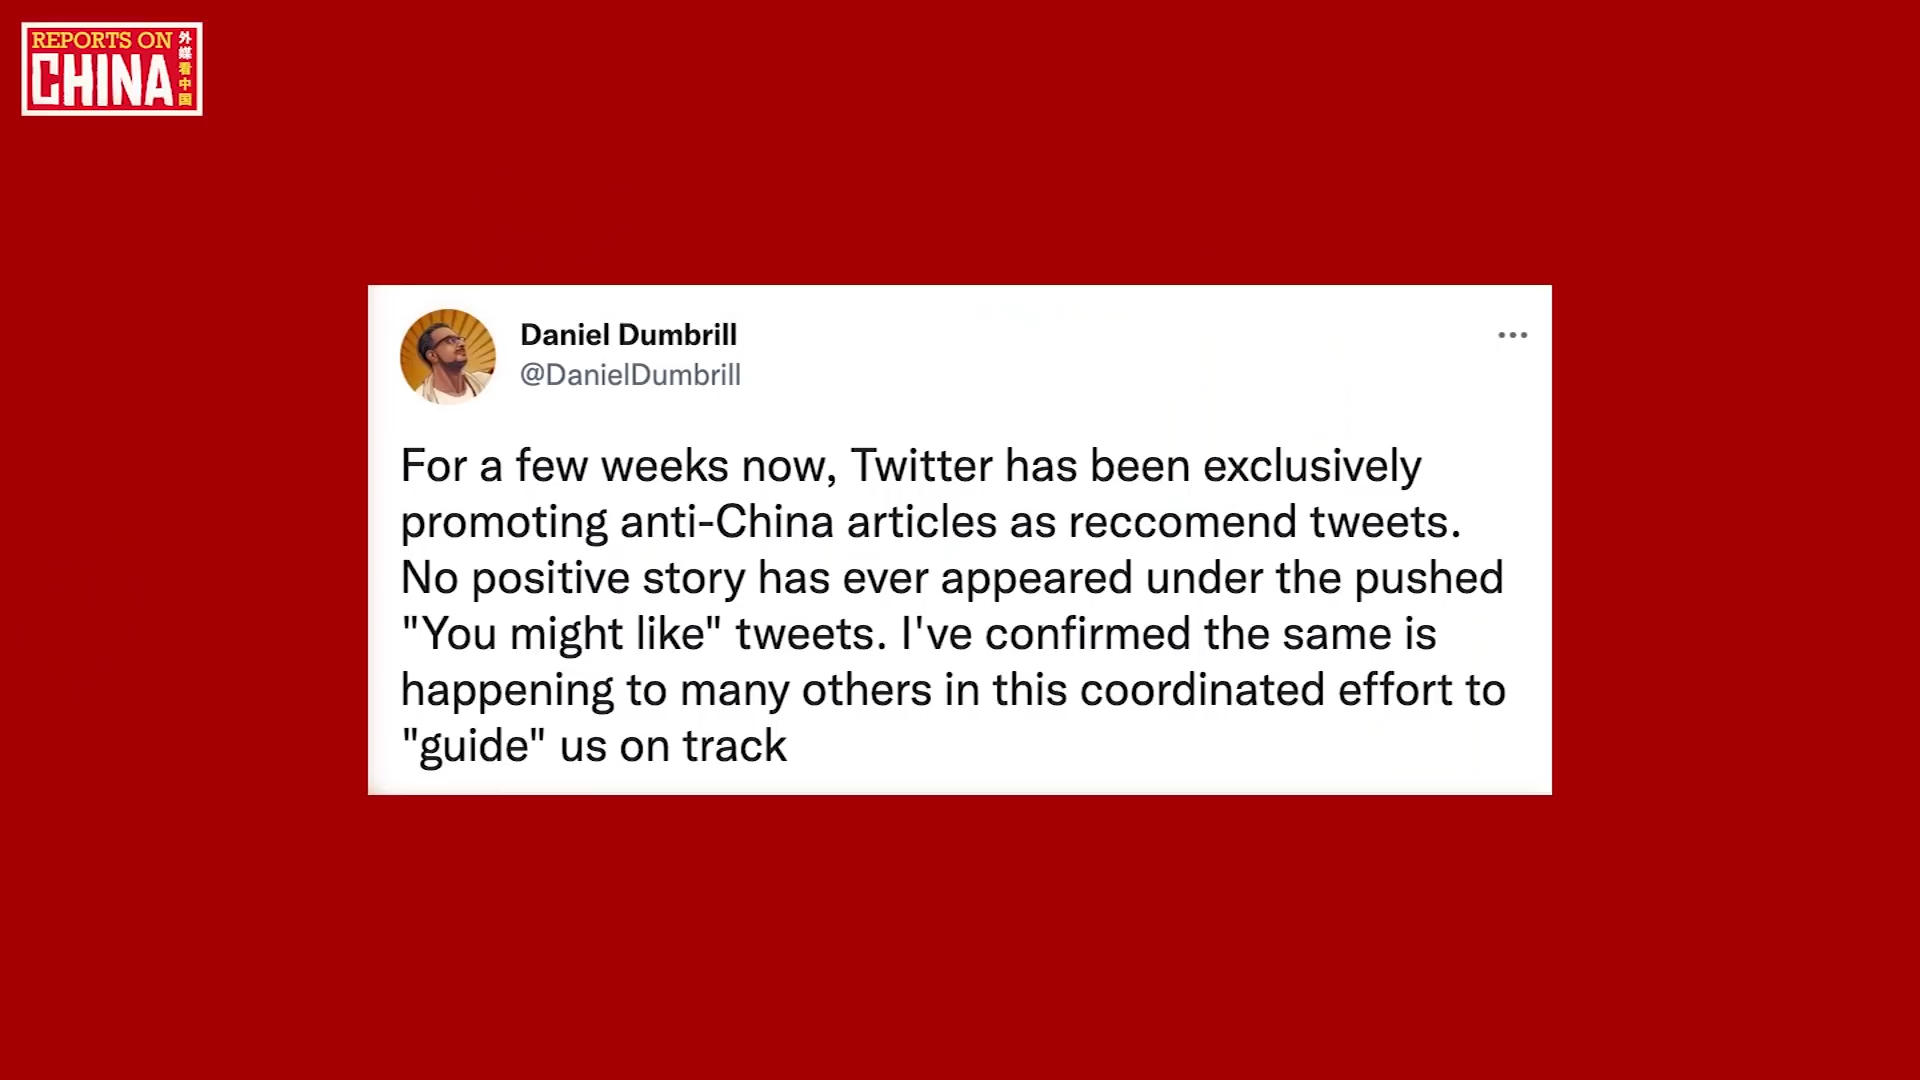 REPORTS ON
CHINA
外媒看中国
Daniel Dumbrill
@DanielDumbrill
For a few weeks now, Twitter has been exclusively
promoting anti-China articles as reccomend tweets.
No positive story has ever appeared under the pushed
"You might like" tweets. I've confirmed the same is
happening to many others in this coordinated effort to
"guide" us on track